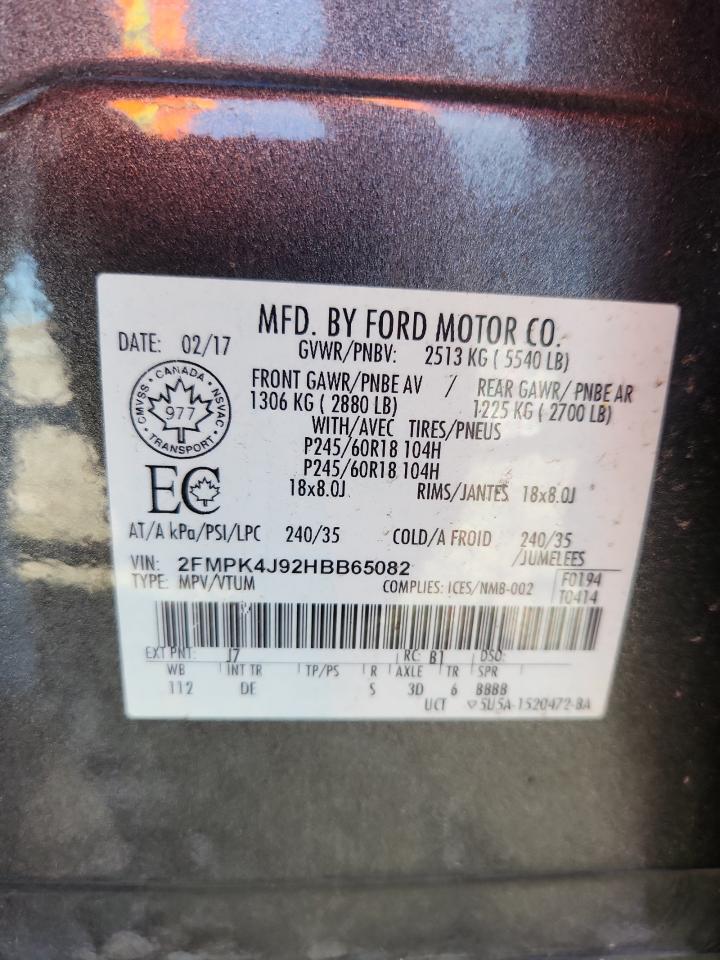 MFD. BY FORD MOTOR CO.
DATE: 02/17
GVWR/PNBV: 2513 KG ( 5540 LB)
FRONT GAWR/PNBE AV / REAR GAWR/ PNBE AR
1306 KG ( 2880 LB) 1225 KG ( 2700 LB)
WITH/AVEC TIRES/PNEUS
P245/60R18 104H
P245/60R18 104H
18x8.0J RIMS/JANTES 18x8.0J
CMVSS • CANADA • NSVAC
977
• TRANSPORT •
EC
AT/A kPa/PSI/LPC 240/35 COLD/A FROID 240/35
/JUMELEES
VIN: 2FMPK4J92HBB65082
TYPE: MPV/VTUM COMPLIES: ICES/NMB-002
F0194
T0414
EXT PNT: J7 RC: B1 DSO:
WB INT TR TP/PS R AXLE TR SPR
112 DE S 3D 6 BBBB
UCT 5U5A-1520472-BA